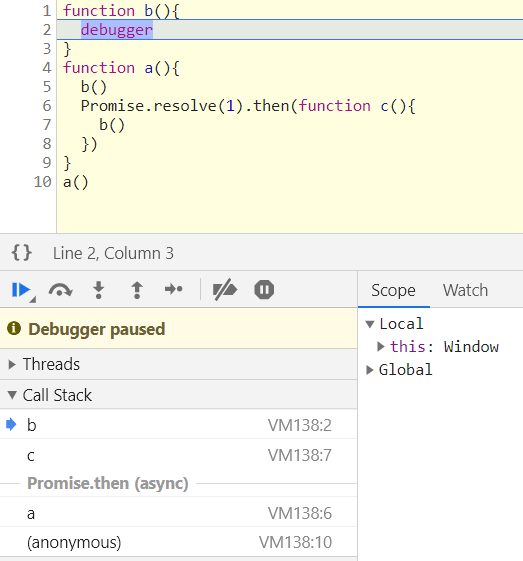 1 function b(){
2 debugger
3 }
4 function a(){
5 b()
6 Promise.resolve(1).then(function c(){
7 b()
8 })
9 }
10 a()
{} Line 2, Column 3
Scope Watch
Debugger paused
Threads
Call Stack
b VM138:2
c VM138:7
Promise.then (async)
a VM138:6
(anonymous) VM138:10
Local
this: Window
Global